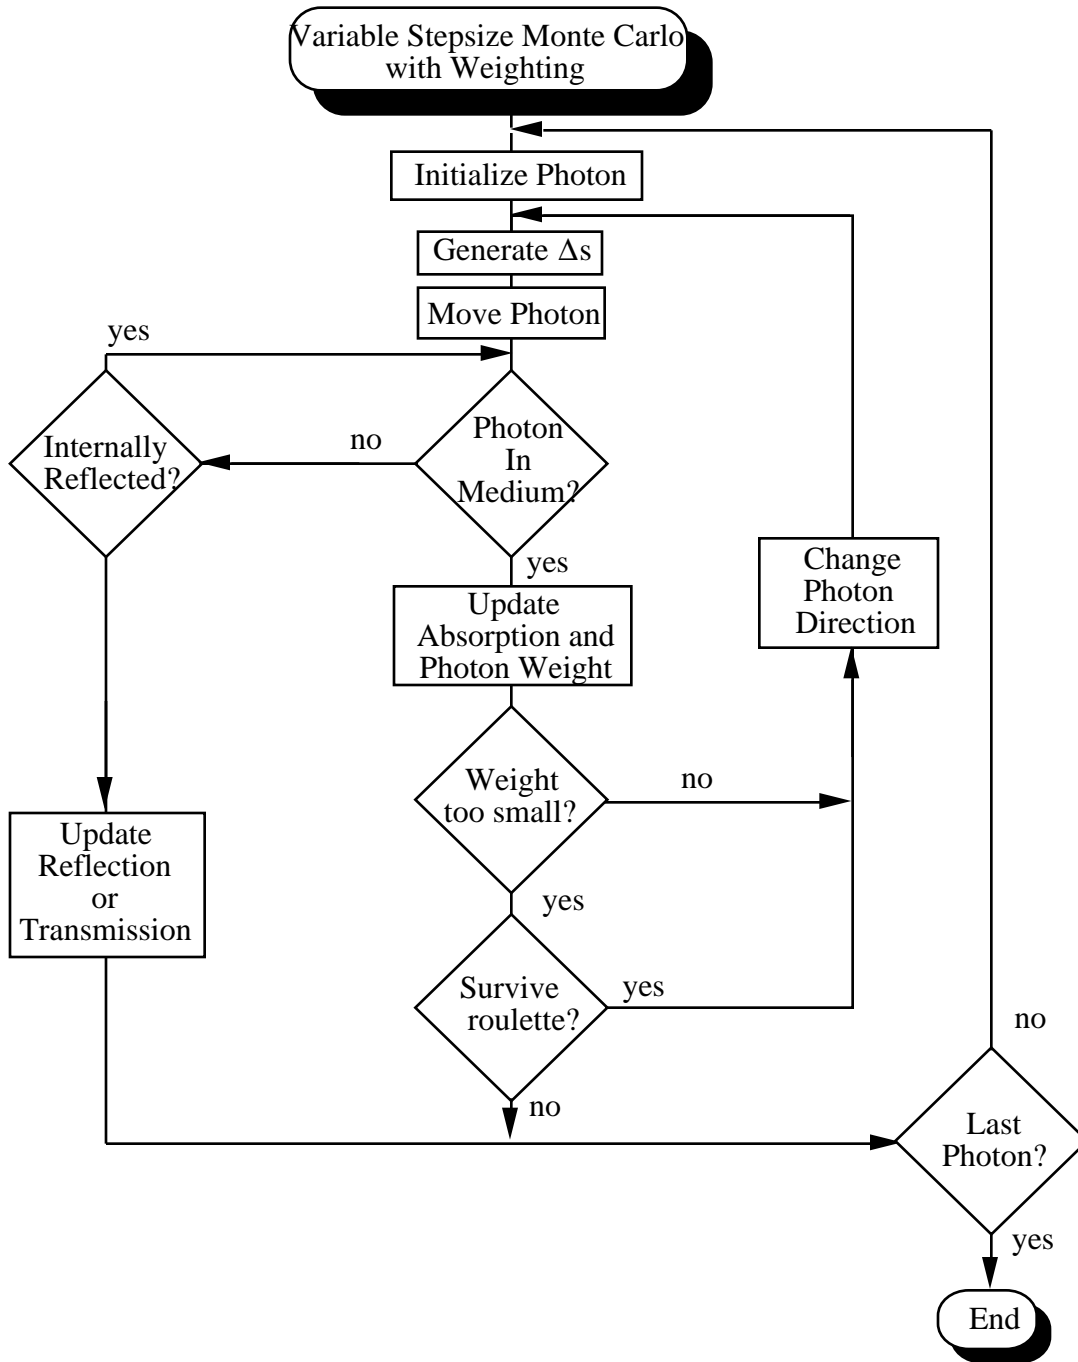 Variable Stepsize Monte Carlo
with Weighting
Initialize Photon
Generate Δs
Move Photon
yes
Internally
Reflected?
no
Photon
In
Medium?
yes
Update
Absorption and
Photon Weight
Change
Photon
Direction
Weight
too small?
no
yes
Update
Reflection
or
Transmission
Survive
roulette?
yes
no
no
Last
Photon?
yes
End